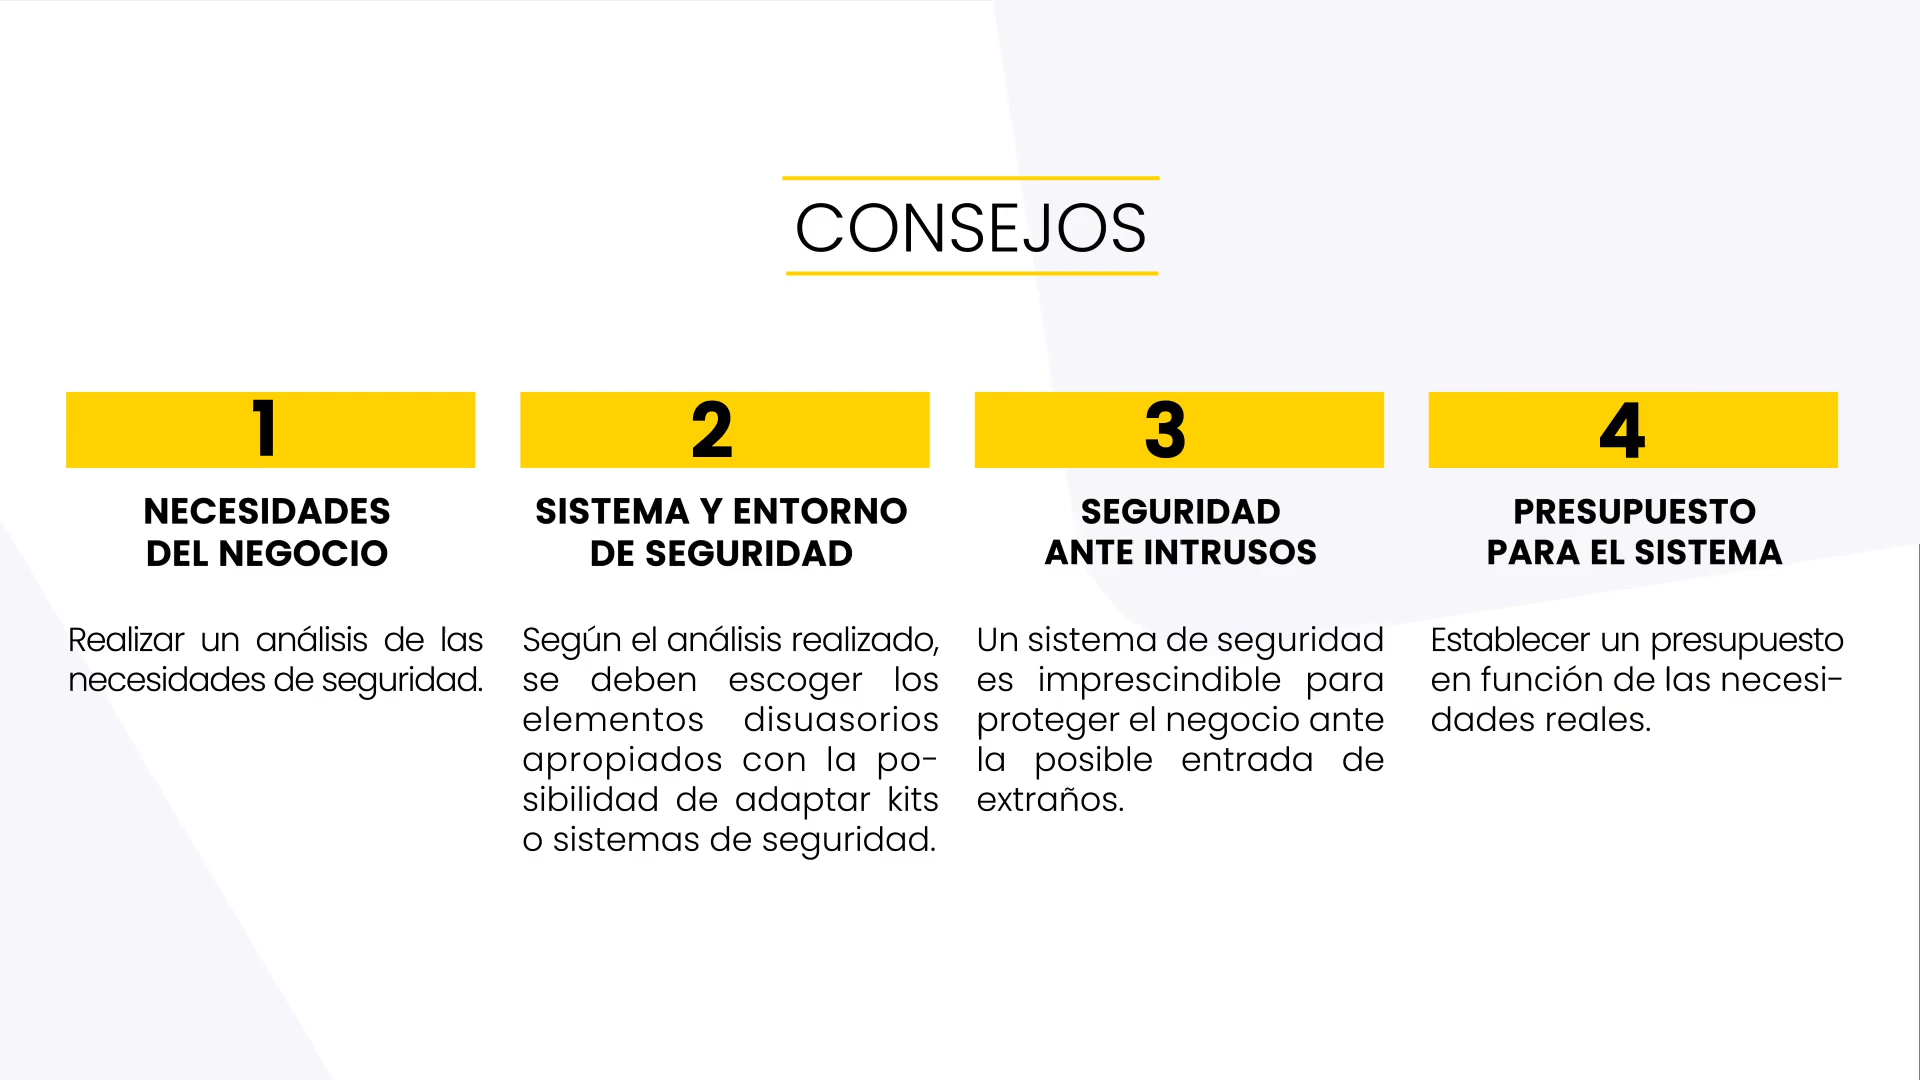 CONSEJOS
1
NECESIDADES
DEL NEGOCIO
Realizar un análisis de las
necesidades de seguridad.
2
SISTEMA Y ENTORNO
DE SEGURIDAD
Según el análisis realizado,
se deben escoger los
elementos disuasorios
apropiados con la po-
sibilidad de adaptar kits
o sistemas de seguridad.
3
SEGURIDAD
ANTE INTRUSOS
Un sistema de seguridad
es imprescindible para
proteger el negocio ante
la posible entrada de
extraños.
4
PRESUPUESTO
PARA EL SISTEMA
Establecer un presupuesto
en función de las necesi-
dades reales.